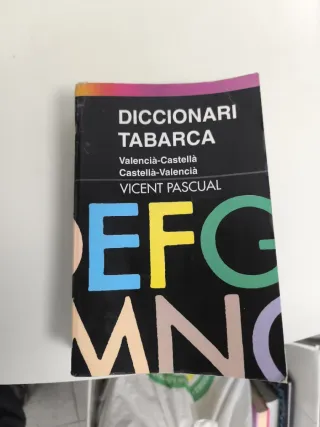 DICCIONARI
TABARCA
Valencià-Castellà
Castellà-Valencià
VICENT PASCUAL
DEFG
MNO